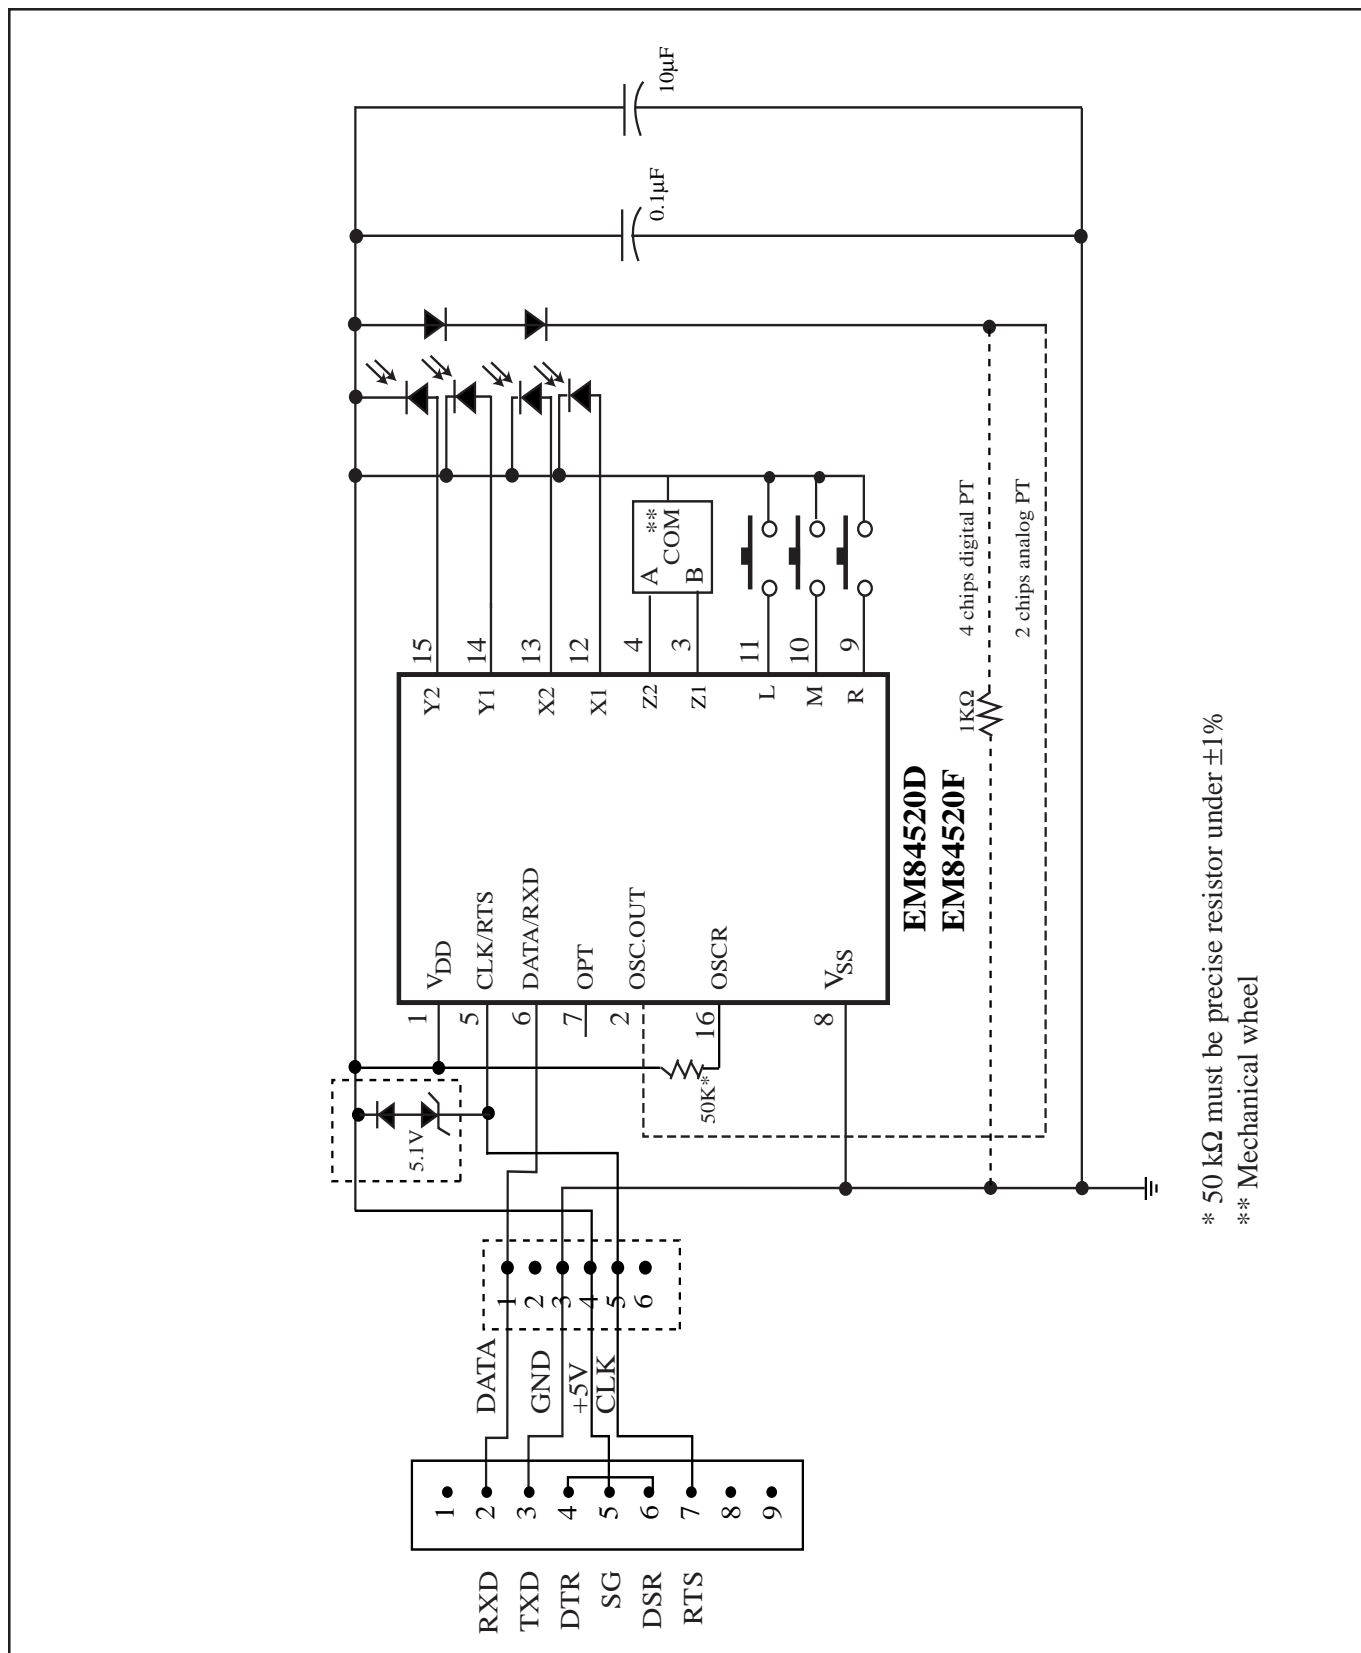 10µF
0.1µF
15
14
13
12
4
3
11
10
9
A
**
COM
B
Y2
Y1
X2
X1
Z2
Z1
L
M
R
4 chips digital PT
2 chips analog PT
1KΩ
EM84520D
EM84520F
VDD
CLK/RTS
DATA/RXD
OPT
OSC.OUT
OSCR
VSS
1
5
6
7
2
16
8
50K*
5.1V
1
2
3
4
5
6
DATA
GND
+5V
CLK
1
2
3
4
5
6
7
8
9
RXD
TXD
DTR
SG
DSR
RTS
* 50 kΩ must be precise resistor under ±1%
** Mechanical wheel